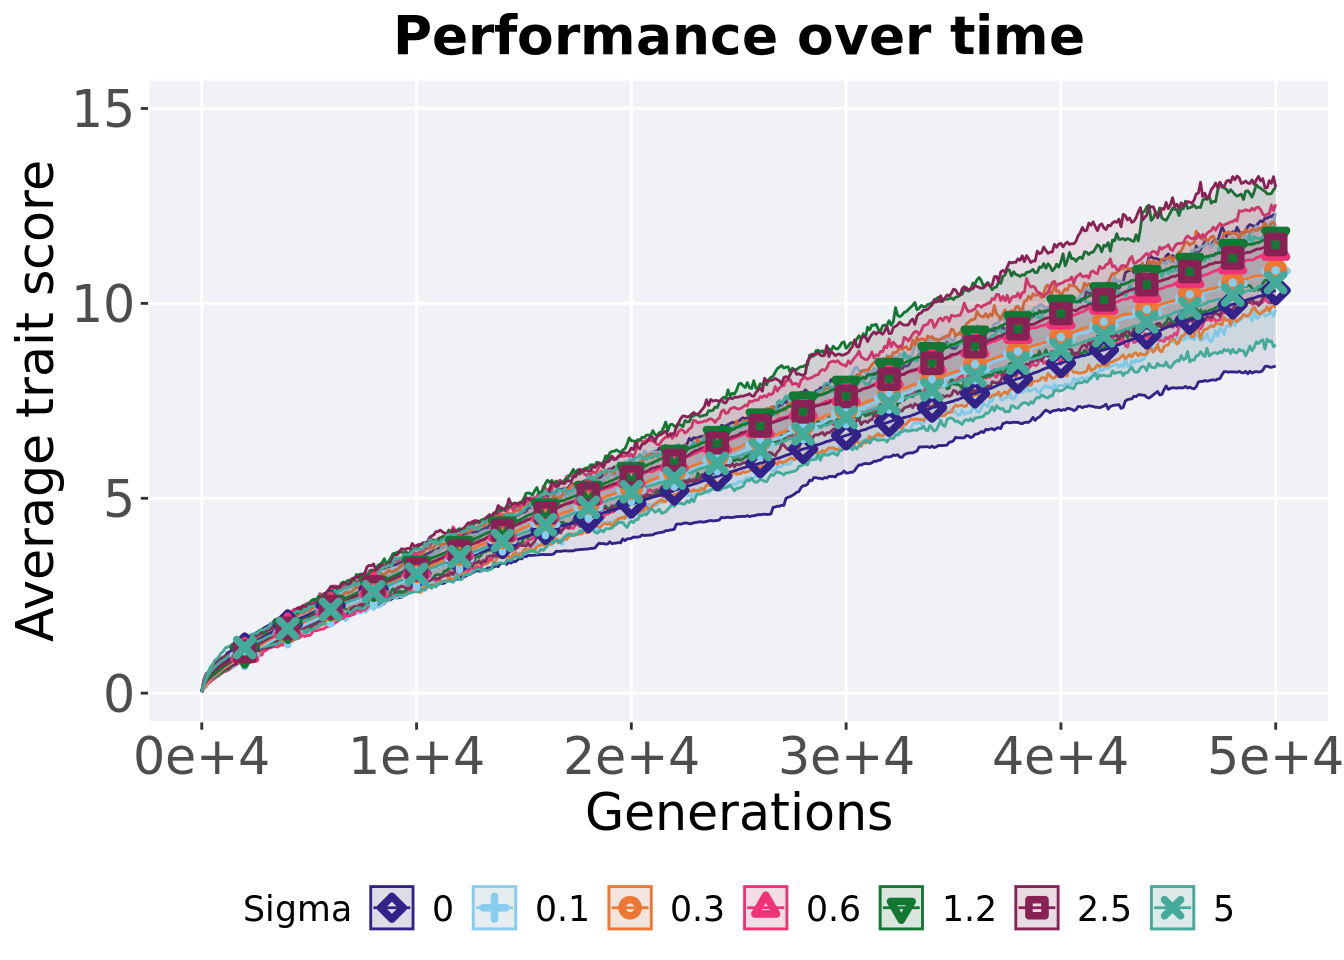 Performance over time
15
10
5
0
Average trait score
0e+4 1e+4 2e+4 3e+4 4e+4 5e+4
Generations
Sigma 0 0.1 0.3 0.6 1.2 2.5 5